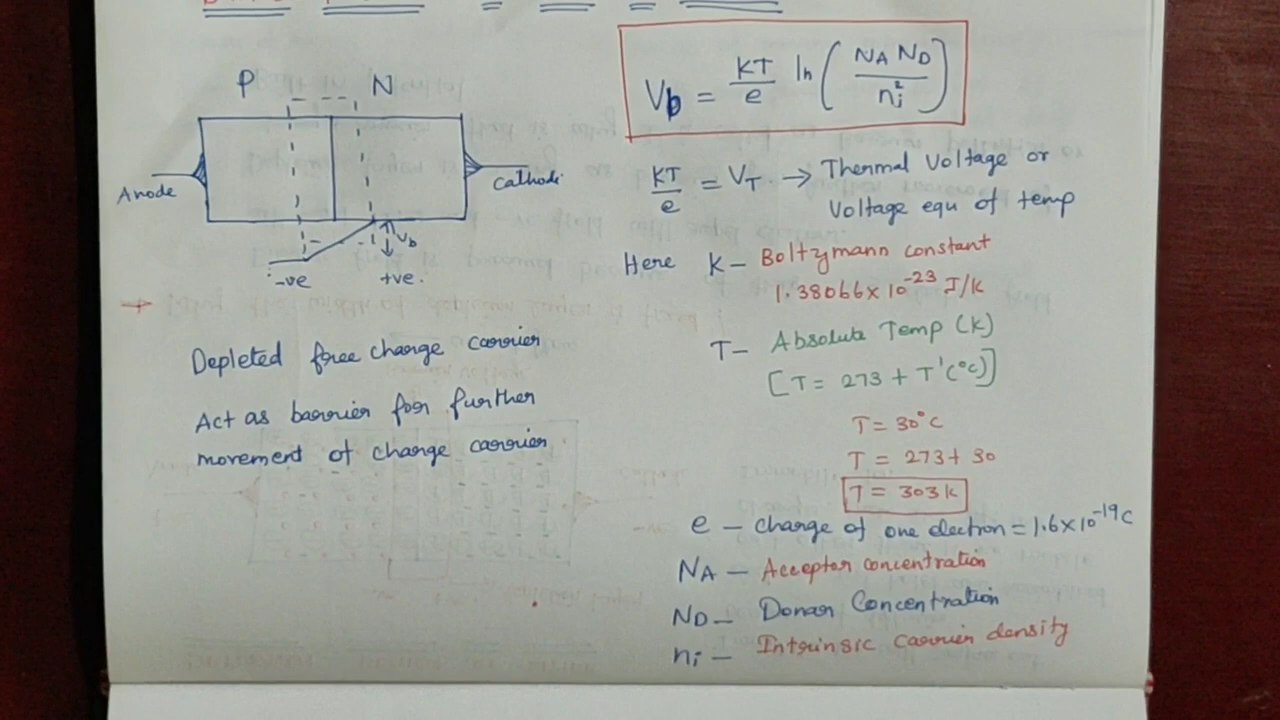 P N
Anode
Cathode
Vb
-ve +ve.
Depleted free charge carrier
Act as barrier for further
movement of charge carrier
Vb = KT/e ln (NA ND / ni²)
KT/e = VT → Thermal Voltage or
Voltage equ of temp
Here K - Boltzmann constant
1.38066 × 10⁻²³ J/K
T - Absolute Temp (K)
[T = 273 + T'(°C)]
T = 30°C
T = 273 + 30
T = 303 K
e - charge of one electron = 1.6 × 10⁻¹⁹ C
NA - Acceptor concentration
ND - Donar Concentration
ni - Intrinsic carrier density